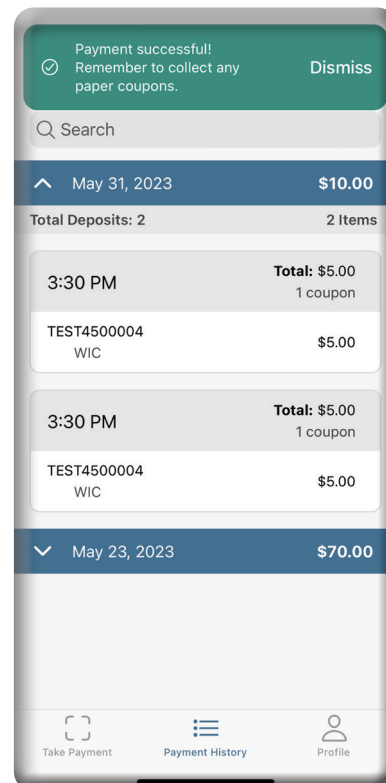 Payment successful!
Remember to collect any
paper coupons.
Dismiss
Search
May 31, 2023 $10.00
Total Deposits: 2 2 Items
3:30 PM Total: $5.00
1 coupon
TEST4500004 $5.00
WIC
3:30 PM Total: $5.00
1 coupon
TEST4500004 $5.00
WIC
May 23, 2023 $70.00
Take Payment Payment History Profile